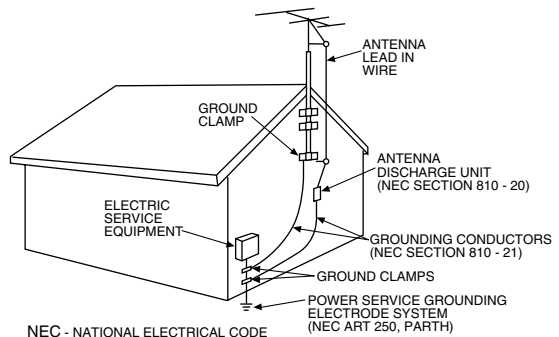 ANTENNA
LEAD IN
WIRE
GROUND
CLAMP
ANTENNA
DISCHARGE UNIT
(NEC SECTION 810 - 20)
ELECTRIC
SERVICE
EQUIPMENT
GROUNDING CONDUCTORS
(NEC SECTION 810 - 21)
GROUND CLAMPS
POWER SERVICE GROUNDING
ELECTRODE SYSTEM
(NEC ART 250, PARTH)
NEC - NATIONAL ELECTRICAL CODE